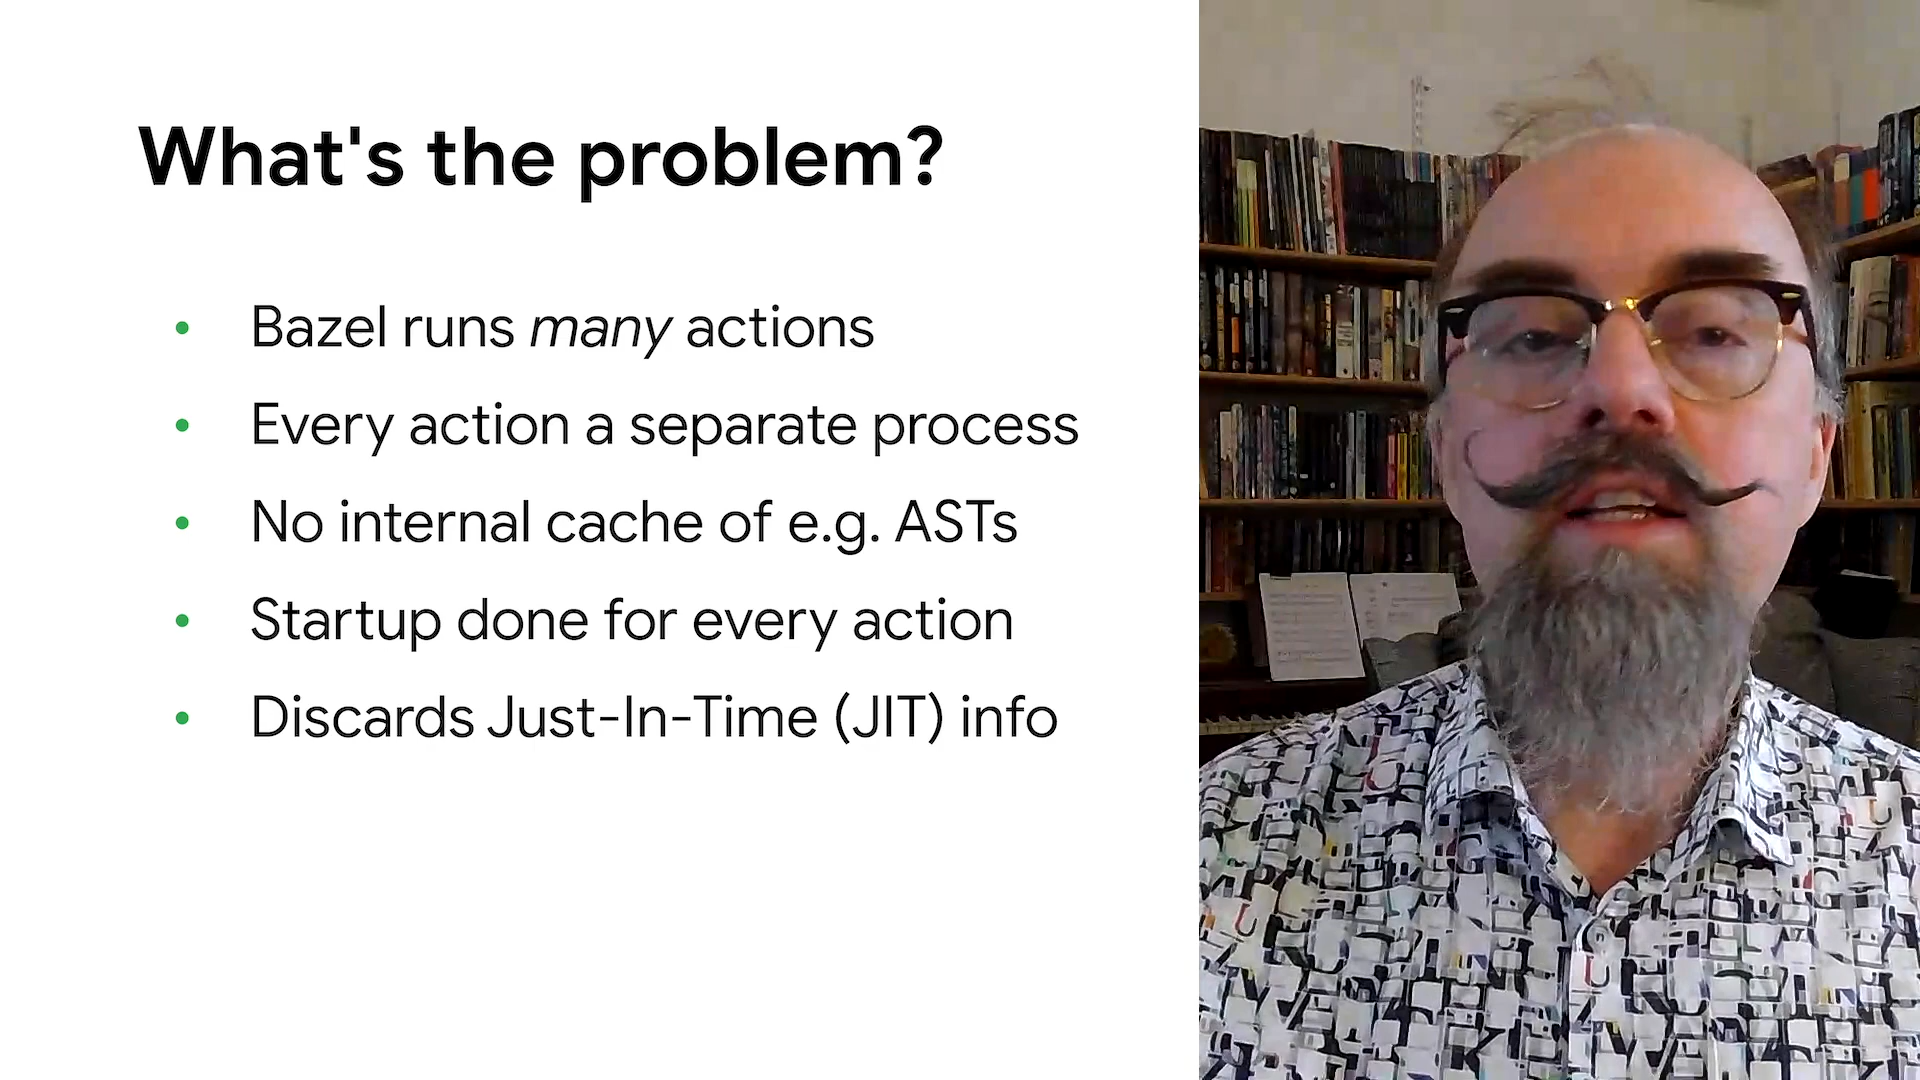 What's the problem?
Bazel runs many actions
Every action a separate process
No internal cache of e.g. ASTs
Startup done for every action
Discards Just-In-Time (JIT) info